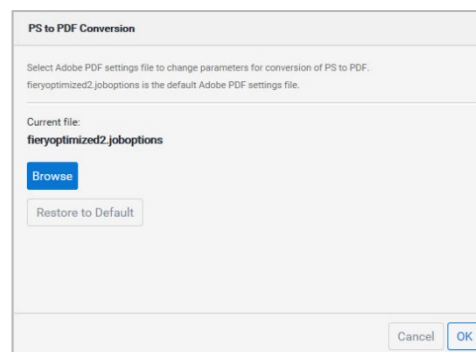 PS to PDF Conversion
Select Adobe PDF settings file to change parameters for conversion of PS to PDF.
fieryoptimized2.joboptions is the default Adobe PDF settings file.
Current file:
fieryoptimized2.joboptions
Browse
Restore to Default
Cancel OK